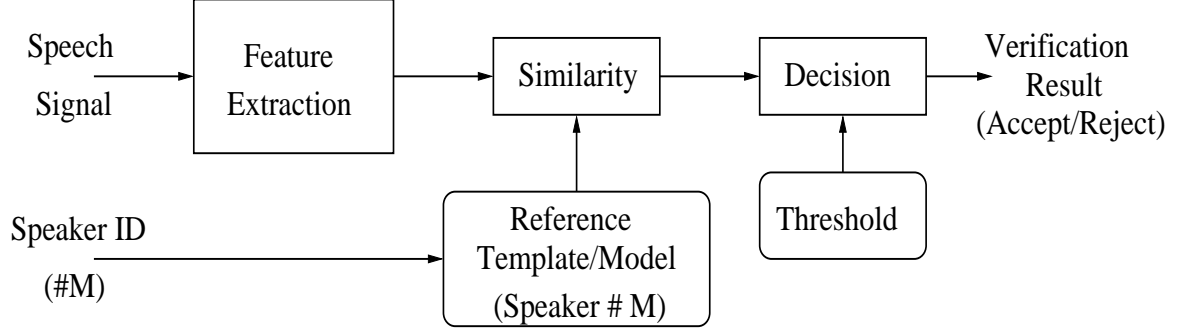 Speech
Signal
Feature
Extraction
Similarity
Decision
Verification
Result
(Accept/Reject)
Speaker ID
(#M)
Reference
Template/Model
(Speaker # M)
Threshold